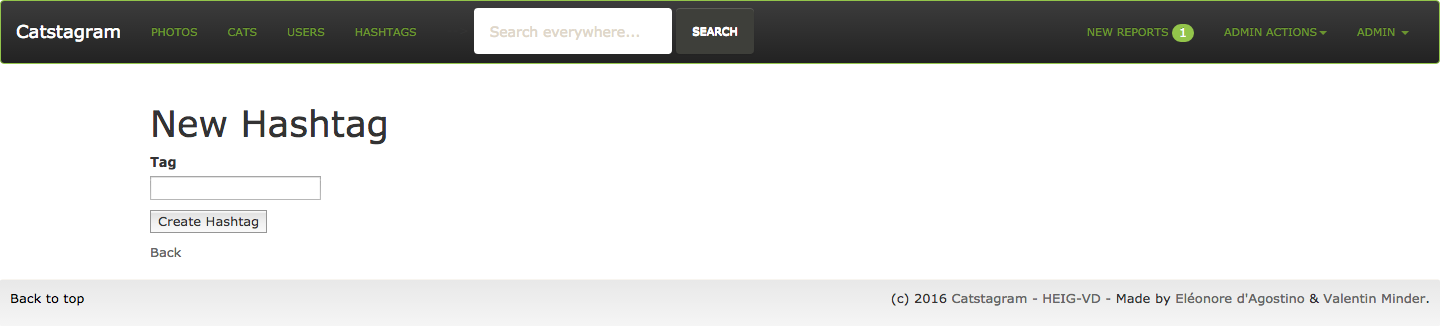 Catstagram PHOTOS CATS USERS HASHTAGS Search everywhere... SEARCH NEW REPORTS 1 ADMIN ACTIONS ADMIN
New Hashtag
Tag
Create Hashtag
Back
Back to top (c) 2016 Catstagram - HEIG-VD - Made by Eléonore d'Agostino & Valentin Minder.